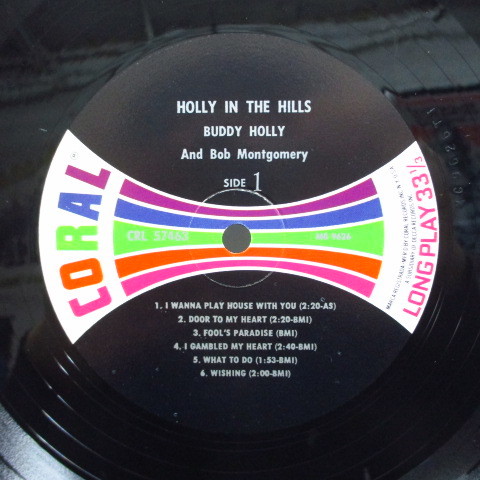 HOLLY IN THE HILLS
BUDDY HOLLY
And Bob Montgomery
SIDE 1
CORAL®
CRL 57463
LONG PLAY 33 1/3
1. I WANNA PLAY HOUSE WITH YOU (2:20-AS)
2. DOOR TO MY HEART (2:20-BMI)
3. FOOL'S PARADISE (BMI)
4. I GAMBLED MY HEART (2:40-BMI)
5. WHAT TO DO (1:53-BMI)
6. WISHING (2:00-BMI)